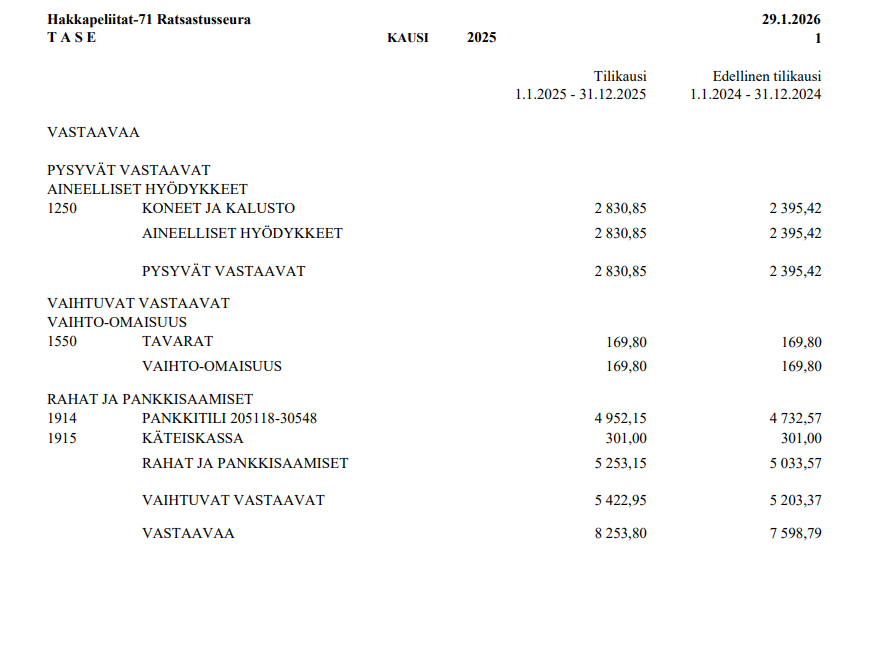 Hakkapeliitat-71 Ratsastusseura 29.1.2026
T A S E KAUSI 2025 1
Tilikausi Edellinen tilikausi
1.1.2025 - 31.12.2025 1.1.2024 - 31.12.2024
VASTAAVAA
PYSYVÄT VASTAAVAT
AINEELLISET HYÖDYKKEET
1250 KONEET JA KALUSTO 2 830,85 2 395,42
AINEELLISET HYÖDYKKEET 2 830,85 2 395,42
PYSYVÄT VASTAAVAT 2 830,85 2 395,42
VAIHTUVAT VASTAAVAT
VAIHTO-OMAISUUS
1550 TAVARAT 169,80 169,80
VAIHTO-OMAISUUS 169,80 169,80
RAHAT JA PANKKISAAMISET
1914 PANKKITILI 205118-30548 4 952,15 4 732,57
1915 KÄTEISKASSA 301,00 301,00
RAHAT JA PANKKISAAMISET 5 253,15 5 033,57
VAIHTUVAT VASTAAVAT 5 422,95 5 203,37
VASTAAVAA 8 253,80 7 598,79